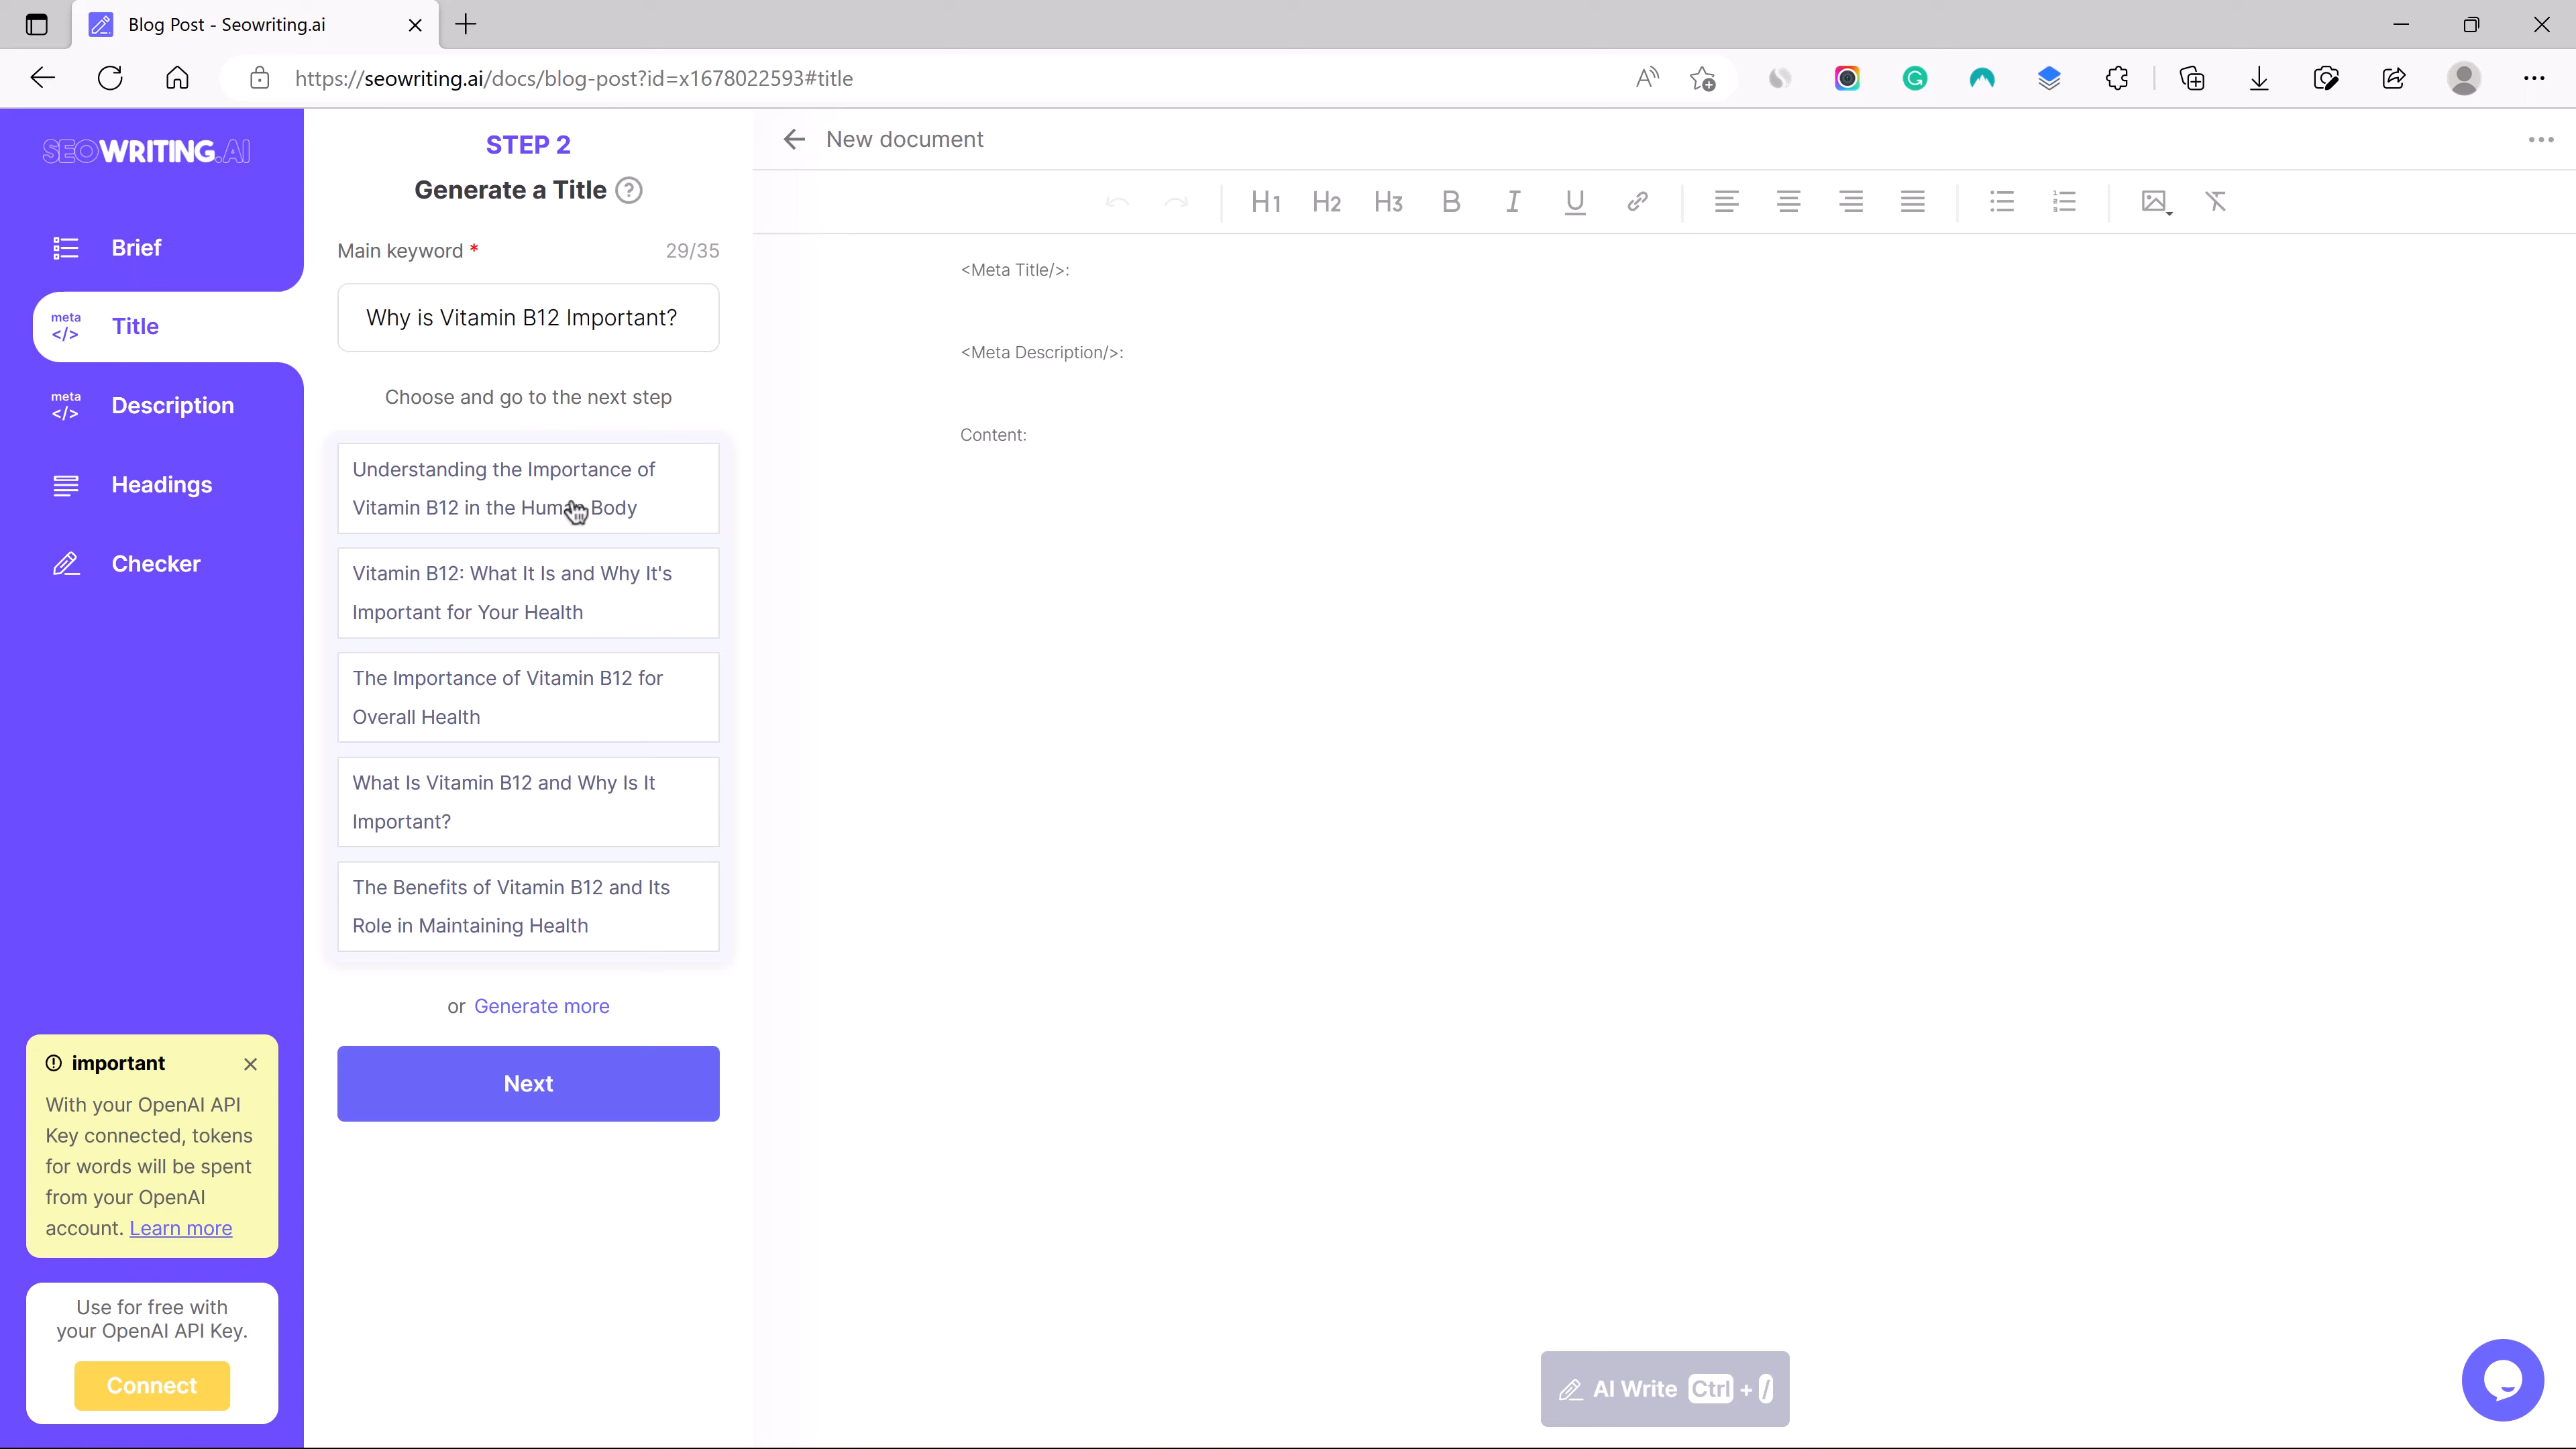 Blog Post - Seowriting.ai
https://seowriting.ai/docs/blog-post?id=x1678022593#title
SEOWRITING.AI
Brief
meta
</>
Title
meta
</>
Description
Headings
Checker
important
With your OpenAI API
Key connected, tokens
for words will be spent
from your OpenAI
account. Learn more
Use for free with
your OpenAI API Key.
Connect
STEP 2
Generate a Title ?
Main keyword * 29/35
Why is Vitamin B12 Important?
Choose and go to the next step
Understanding the Importance of
Vitamin B12 in the Human Body
Vitamin B12: What It Is and Why It's
Important for Your Health
The Importance of Vitamin B12 for
Overall Health
What Is Vitamin B12 and Why Is It
Important?
The Benefits of Vitamin B12 and Its
Role in Maintaining Health
or Generate more
Next
New document
H1 H2 H3 B I U
<Meta Title/>:
<Meta Description/>:
Content:
AI Write Ctrl + /